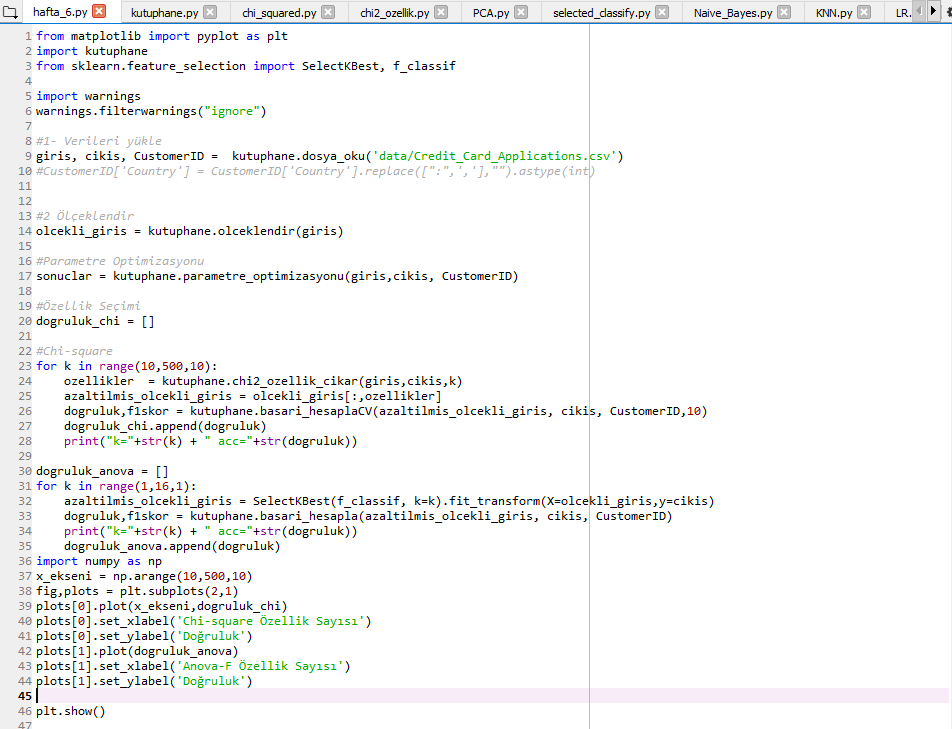 hafta_6.py kutuphane.py chi_squared.py chi2_ozellik.py PCA.py selected_classify.py Naive_Bayes.py KNN.py LR.
1 from matplotlib import pyplot as plt
2 import kutuphane
3 from sklearn.feature_selection import SelectKBest, f_classif
4
5 import warnings
6 warnings.filterwarnings("ignore")
7
8 #1- Verileri yükle
9 giris, cikis, CustomerID =  kutuphane.dosya_oku('data/Credit_Card_Applications.csv')
10 #CustomerID['Country'] = CustomerID['Country'].replace([":",','],"").astype(int)
11
12
13 #2 Ölçeklendir
14 olcekli_giris = kutuphane.olceklendir(giris)
15
16 #Parametre Optimizasyonu
17 sonuclar = kutuphane.parametre_optimizasyonu(giris,cikis, CustomerID)
18
19 #Özellik Seçimi
20 dogruluk_chi = []
21
22 #Chi-square
23 for k in range(10,500,10):
24     ozellikler  = kutuphane.chi2_ozellik_cikar(giris,cikis,k)
25     azaltilmis_olcekli_giris = olcekli_giris[:,ozellikler]
26     dogruluk,f1skor = kutuphane.basari_hesaplaCV(azaltilmis_olcekli_giris, cikis, CustomerID,10)
27     dogruluk_chi.append(dogruluk)
28     print("k="+str(k) + " acc="+str(dogruluk))
29
30 dogruluk_anova = []
31 for k in range(1,16,1):
32     azaltilmis_olcekli_giris = SelectKBest(f_classif, k=k).fit_transform(X=olcekli_giris,y=cikis)
33     dogruluk,f1skor = kutuphane.basari_hesapla(azaltilmis_olcekli_giris, cikis, CustomerID)
34     print("k="+str(k) + " acc="+str(dogruluk))
35     dogruluk_anova.append(dogruluk)
36 import numpy as np
37 x_ekseni = np.arange(10,500,10)
38 fig,plots = plt.subplots(2,1)
39 plots[0].plot(x_ekseni,dogruluk_chi)
40 plots[0].set_xlabel('Chi-square Özellik Sayısı')
41 plots[0].set_ylabel('Doğruluk')
42 plots[1].plot(dogruluk_anova)
43 plots[1].set_xlabel('Anova-F Özellik Sayısı')
44 plots[1].set_ylabel('Doğruluk')
45
46 plt.show()
47